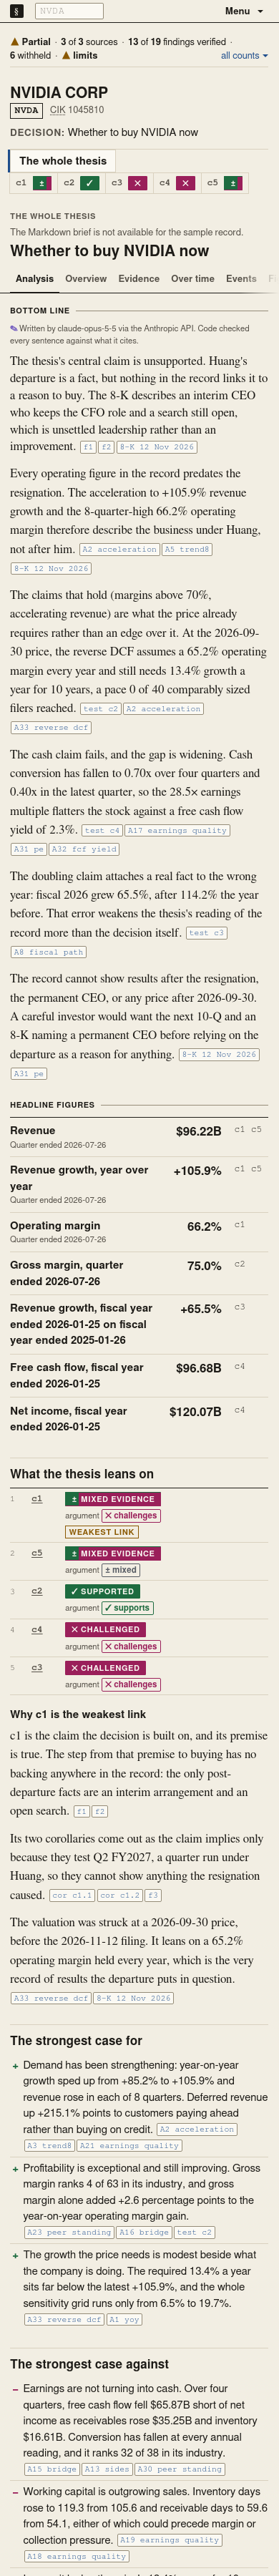 § NVDA Menu
Partial · 3 of 3 sources · 13 of 19 findings verified ·
6 withheld · limits all counts
NVIDIA CORP
NVDA CIK 1045810
DECISION: Whether to buy NVIDIA now
The whole thesis
c1 ± c2 ✓ c3 ✕ c4 ✕ c5 ±
THE WHOLE THESIS
The Markdown brief is not available for the sample record.
Whether to buy NVIDIA now
Analysis Overview Evidence Over time Events
BOTTOM LINE
✎ Written by claude-opus-5-5 via the Anthropic API. Code checked
every sentence against what it cites.
The thesis's central claim is unsupported. Huang's
departure is a fact, but nothing in the record links it to
a reason to buy. The 8-K describes an interim CEO
who keeps the CFO role and a search still open,
which is unsettled leadership rather than an
improvement. f1 f2 8-K 12 Nov 2026
Every operating figure in the record predates the
resignation. The acceleration to +105.9% revenue
growth and the 8-quarter-high 66.2% operating
margin therefore describe the business under Huang,
not after him. A2 acceleration A5 trend8
8-K 12 Nov 2026
The claims that hold (margins above 70%,
accelerating revenue) are what the price already
requires rather than an edge over it. At the 2026-09-
30 price, the reverse DCF assumes a 65.2% operating
margin every year and still needs 13.4% growth a
year for 10 years, a pace 0 of 40 comparably sized
filers reached. test c2 A2 acceleration
A33 reverse dcf
The cash claim fails, and the gap is widening. Cash
conversion has fallen to 0.70x over four quarters and
0.40x in the latest quarter, so the 28.5x earnings
multiple flatters the stock against a free cash flow
yield of 2.3%. test c4 A17 earnings quality
A31 pe A32 fcf yield
The doubling claim attaches a real fact to the wrong
year: fiscal 2026 grew 65.5%, after 114.2% the year
before. That error weakens the thesis's reading of the
record more than the decision itself. test c3
A8 fiscal path
The record cannot show results after the resignation,
the permanent CEO, or any price after 2026-09-30.
A careful investor would want the next 10-Q and an
8-K naming a permanent CEO before relying on the
departure as a reason for anything. 8-K 12 Nov 2026
A31 pe
HEADLINE FIGURES
Revenue $96.22B c1 c5
Quarter ended 2026-07-26
Revenue growth, year over +105.9% c1 c5
year
Quarter ended 2026-07-26
Operating margin 66.2% c1
Quarter ended 2026-07-26
Gross margin, quarter 75.0% c2
ended 2026-07-26
Revenue growth, fiscal year +65.5% c3
ended 2026-01-25 on fiscal
year ended 2025-01-26
Free cash flow, fiscal year $96.68B c4
ended 2026-01-25
Net income, fiscal year $120.07B c4
ended 2026-01-25
What the thesis leans on
1 c1 ± MIXED EVIDENCE
argument ✕ challenges
WEAKEST LINK
2 c5 ± MIXED EVIDENCE
argument ± mixed
3 c2 ✓ SUPPORTED
argument ✓ supports
4 c4 ✕ CHALLENGED
argument ✕ challenges
5 c3 ✕ CHALLENGED
argument ✕ challenges
Why c1 is the weakest link
c1 is the claim the decision is built on, and its premise
is true. The step from that premise to buying has no
backing anywhere in the record: the only post-
departure facts are an interim arrangement and an
open search. f1 f2
Its two corollaries come out as the claim implies only
because they test Q2 FY2027, a quarter run under
Huang, so they cannot show anything the resignation
caused. cor c1.1 cor c1.2 f3
The valuation was struck at a 2026-09-30 price,
before the 2026-11-12 filing. It leans on a 65.2%
operating margin held every year, which is the very
record of results the departure puts in question.
A33 reverse dcf 8-K 12 Nov 2026
The strongest case for
+ Demand has been strengthening: year-on-year
growth sped up from +85.2% to +105.9% and
revenue rose in each of 8 quarters. Deferred revenue
up +215.1% points to customers paying ahead
rather than buying on credit. A2 acceleration
A3 trend8 A21 earnings quality
+ Profitability is exceptional and still improving. Gross
margin ranks 4 of 63 in its industry, and gross
margin alone added +2.6 percentage points to the
year-on-year operating margin gain.
A23 peer standing A16 bridge test c2
+ The growth the price needs is modest beside what
the company is doing. The required 13.4% a year
sits far below the latest +105.9%, and the whole
sensitivity grid runs only from 6.5% to 19.7%.
A33 reverse dcf A1 yoy
The strongest case against
− Earnings are not turning into cash. Over four
quarters, free cash flow fell $65.87B short of net
income as receivables rose $35.25B and inventory
$16.61B. Conversion has fallen at every annual
reading, and it ranks 32 of 38 in its industry.
A15 bridge A13 sides A30 peer standing
− Working capital is outgrowing sales. Inventory days
rose to 119.3 from 105.6 and receivable days to 59.6
from 54.1, either of which could precede margin or
collection pressure. A19 earnings quality
A18 earnings quality